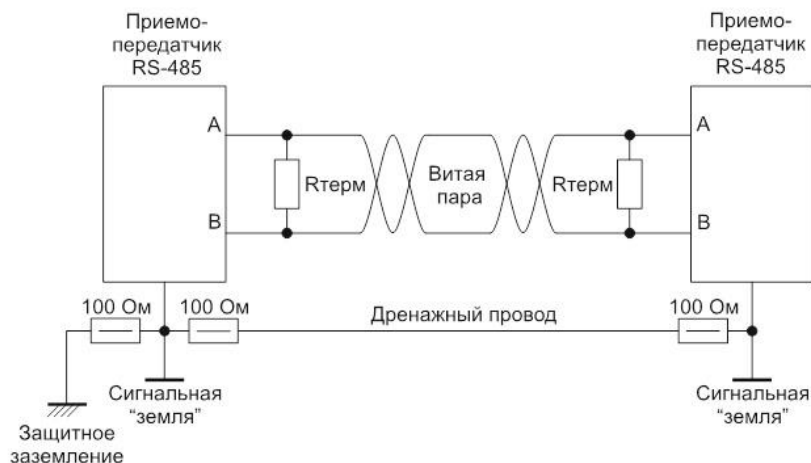 Приемо-
передатчик
RS-485
Приемо-
передатчик
RS-485
A
A
Rтерм
Витая
пара
Rтерм
B
B
100 Ом
100 Ом
Дренажный провод
100 Ом
Сигнальная
“земля”
Сигнальная
“земля”
Защитное
заземление